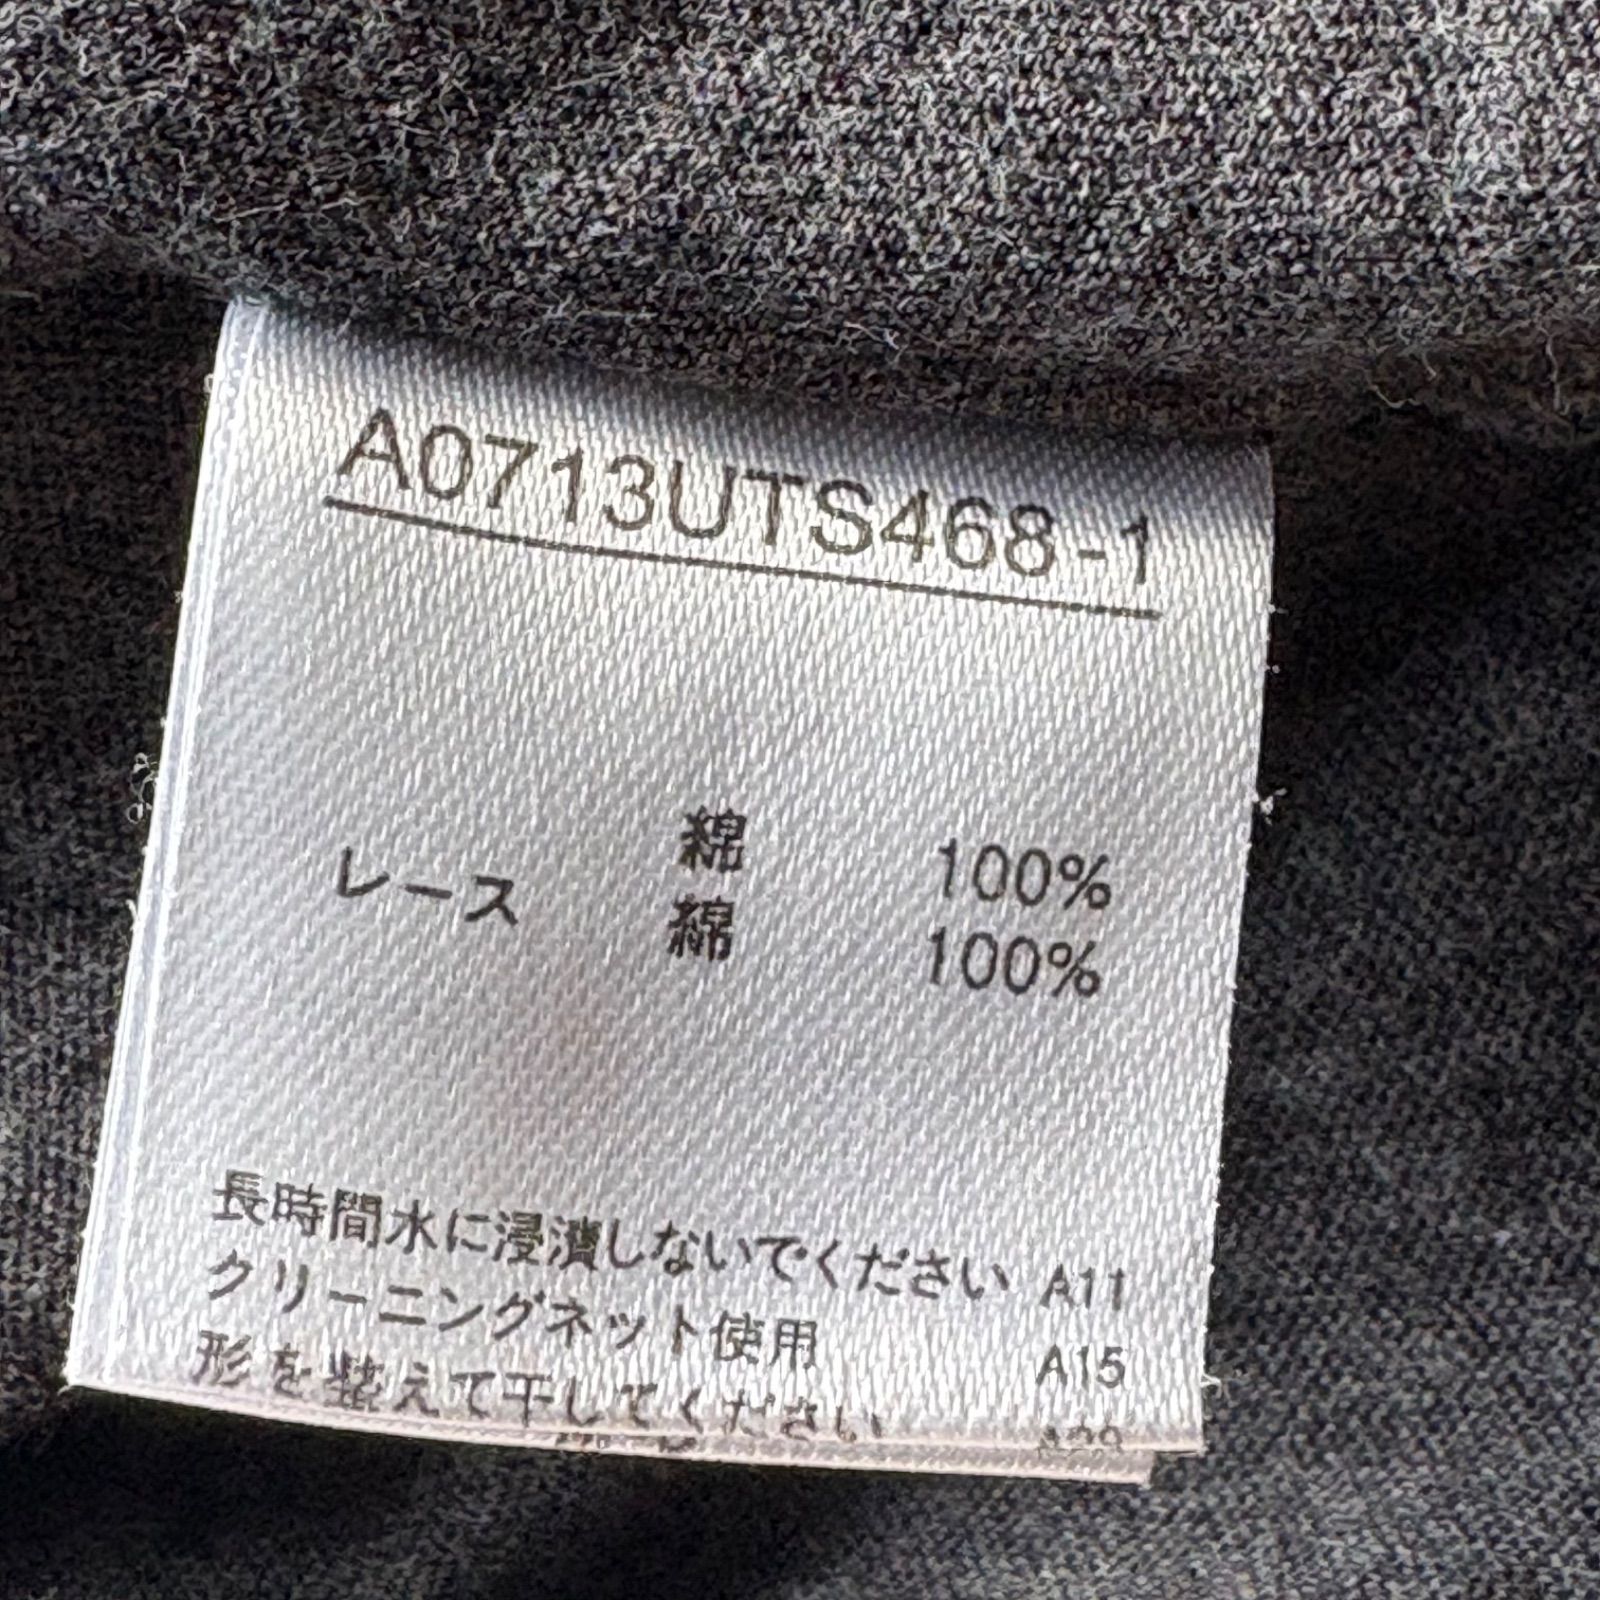 A0713UTS468-1
綿 100%
レース 綿 100%
長時間水に浸漬しないでください A11
クリーニングネット使用 A15
形を整えて干してください